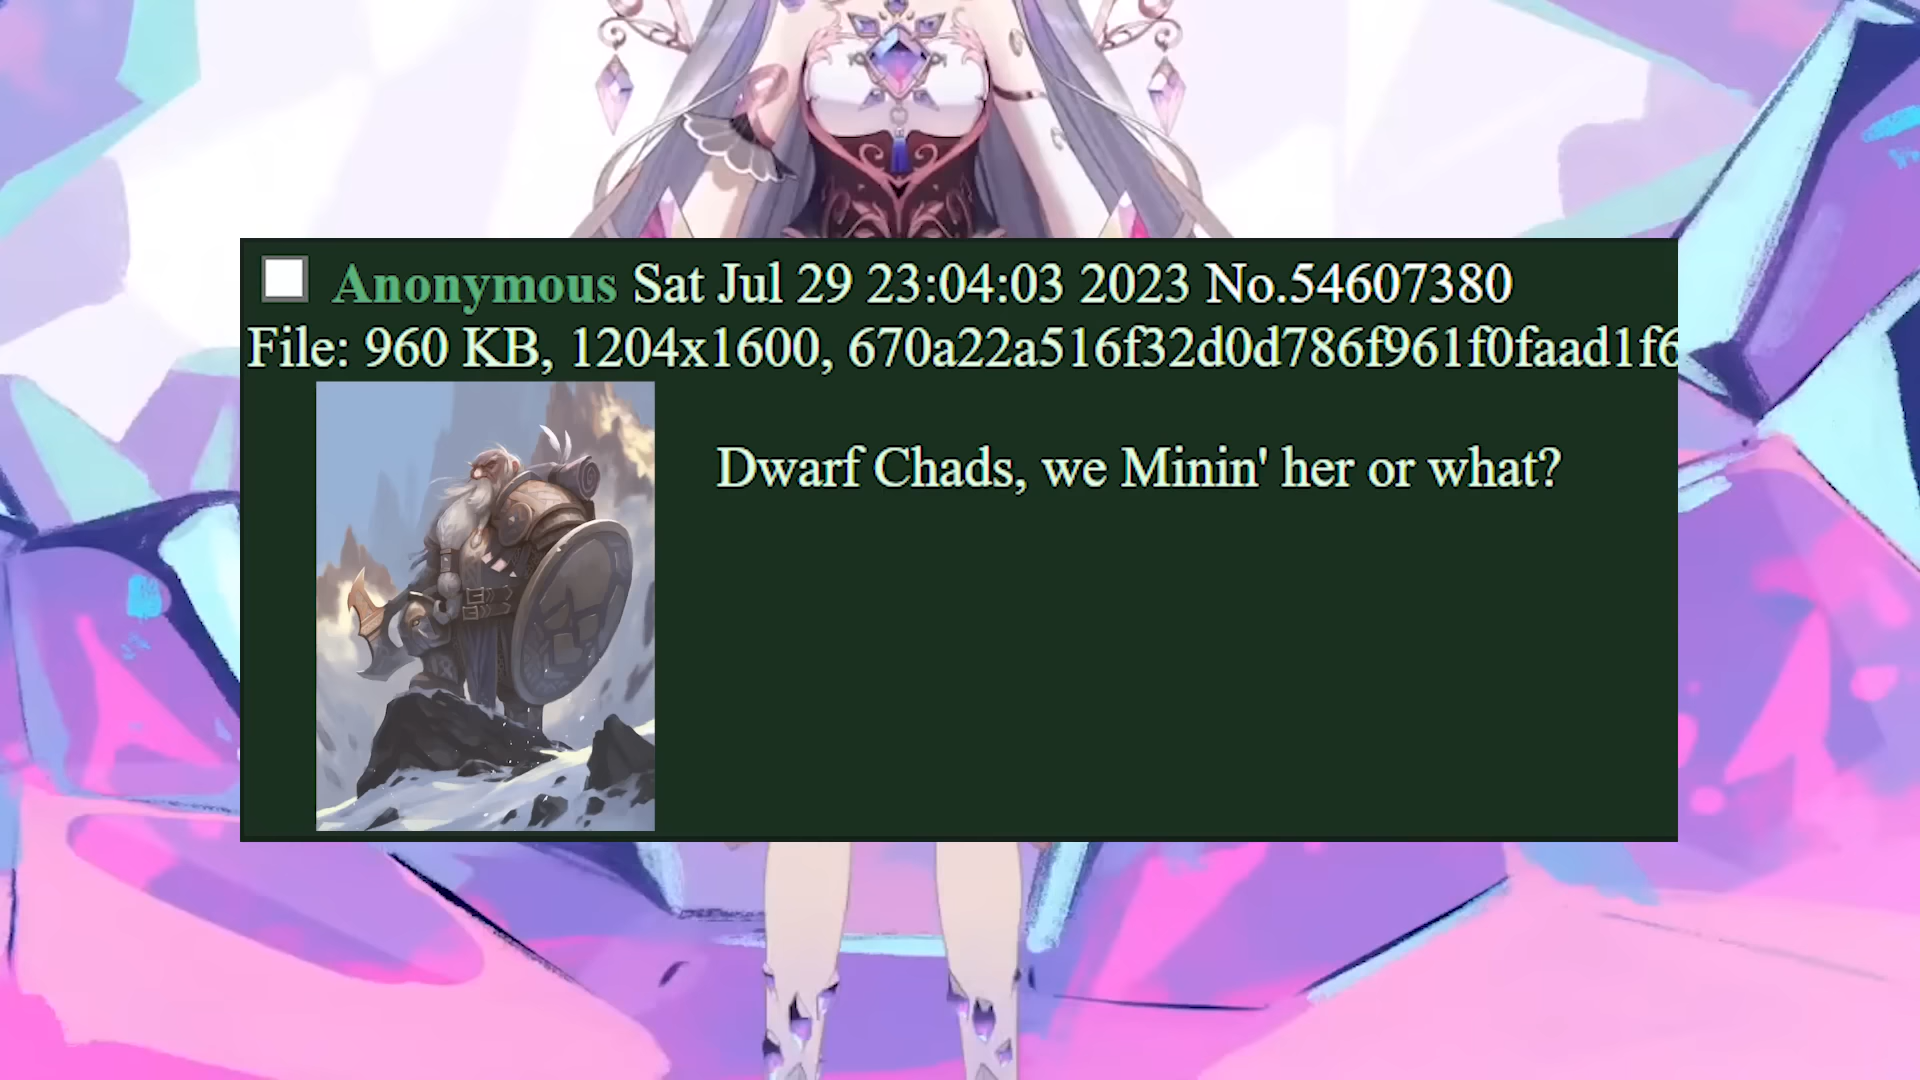 Anonymous Sat Jul 29 23:04:03 2023 No.54607380
File: 960 KB, 1204x1600, 670a22a516f32d0d786f961f0faad1f6
Dwarf Chads, we Minin' her or what?